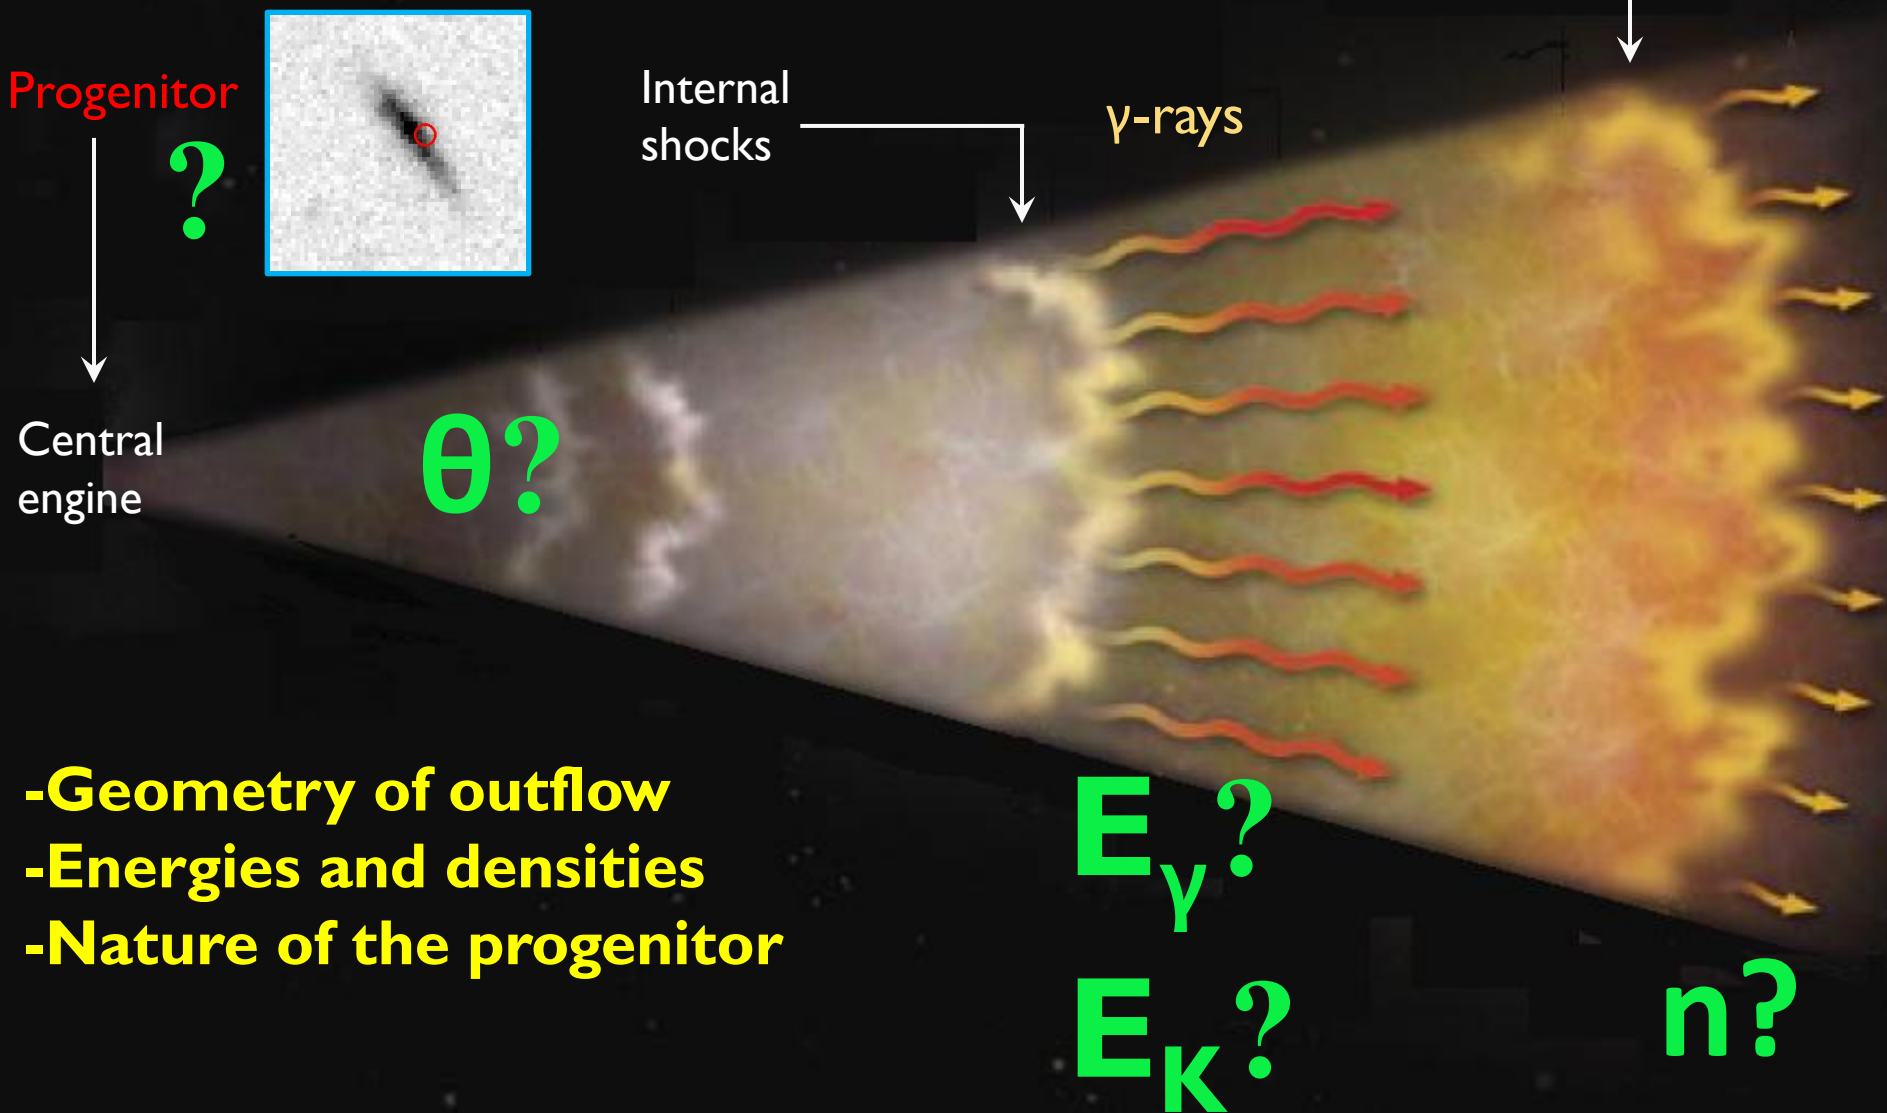 Progenitor
?
Internal
shocks
γ-rays
Central
engine
θ?
-Geometry of outflow
-Energies and densities
-Nature of the progenitor
Eγ?
EK?
n?